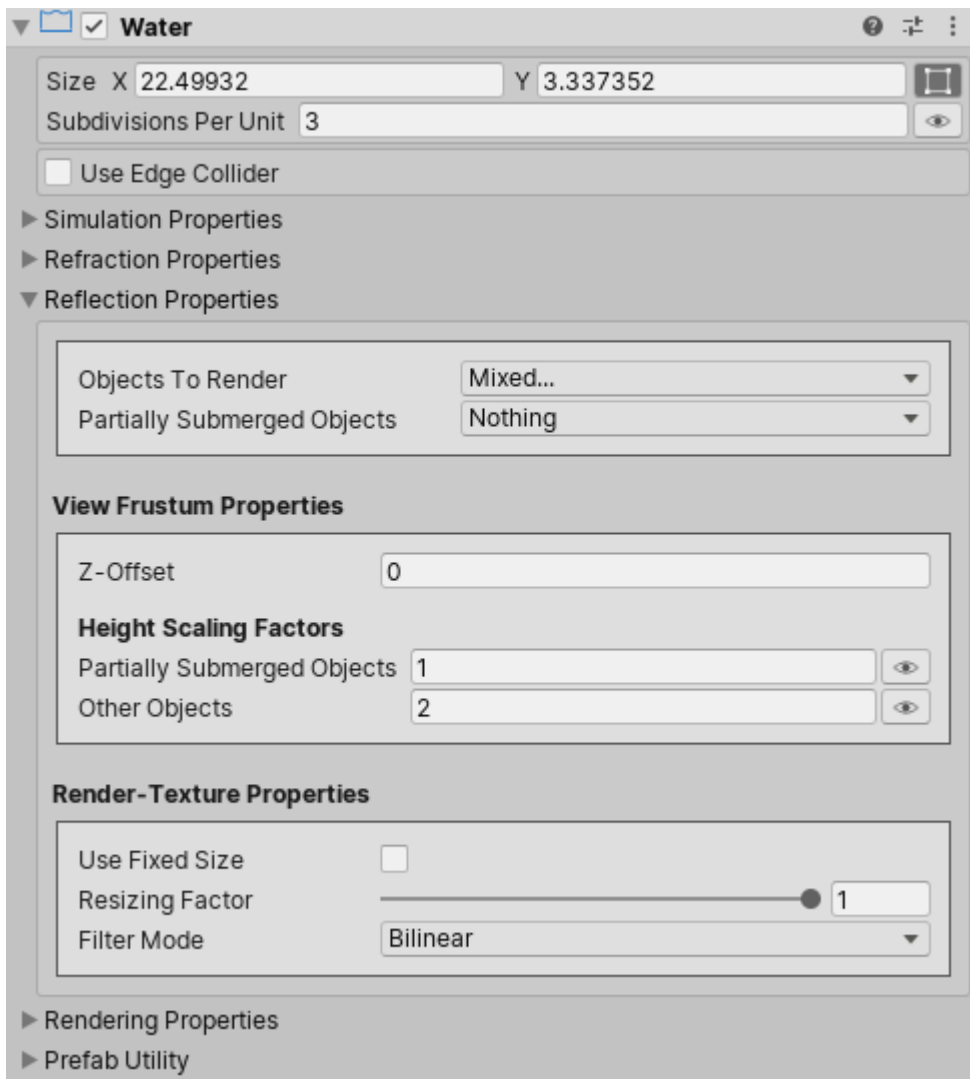 Water
Size X 22.49932 Y 3.337352
Subdivisions Per Unit 3
Use Edge Collider
Simulation Properties
Refraction Properties
Reflection Properties
Objects To Render Mixed...
Partially Submerged Objects Nothing
View Frustum Properties
Z-Offset 0
Height Scaling Factors
Partially Submerged Objects 1
Other Objects 2
Render-Texture Properties
Use Fixed Size
Resizing Factor 1
Filter Mode Bilinear
Rendering Properties
Prefab Utility